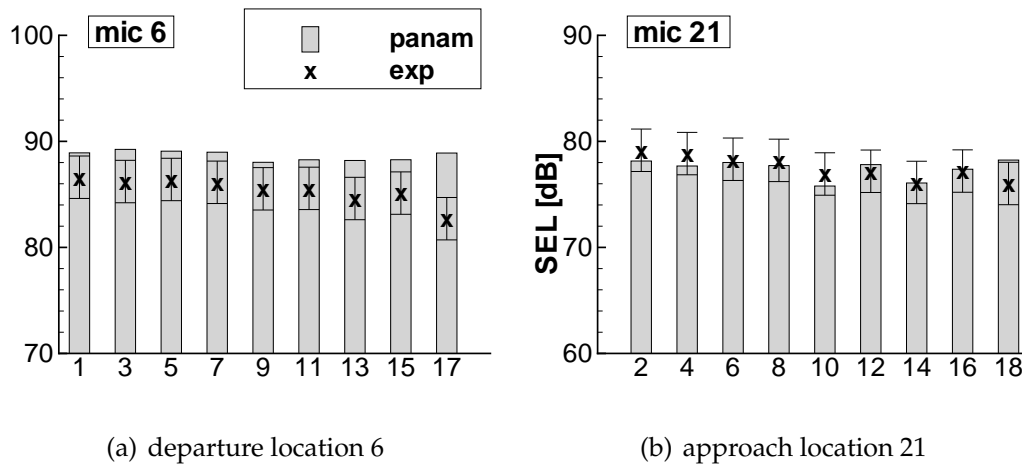 mic 6
panam
x exp
100
90
80
70
1 3 5 7 9 11 13 15 17
(a) departure location 6
mic 21
SEL [dB]
90
80
70
60
2 4 6 8 10 12 14 16 18
(b) approach location 21